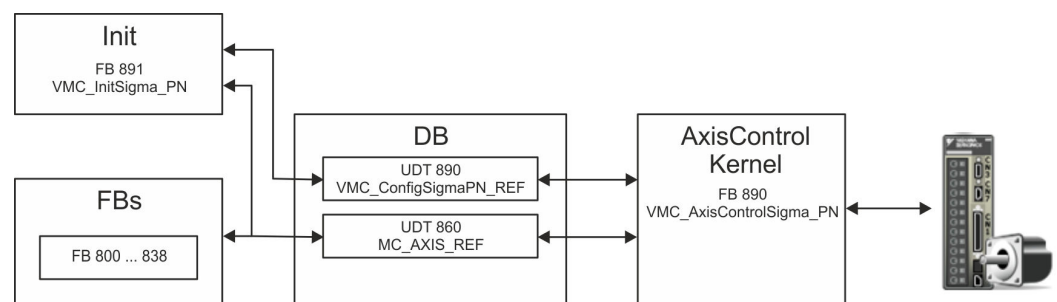 Init
FB 891
VMC_InitSigma_PN
FBs
FB 800 ... 838
DB
UDT 890
VMC_ConfigSigmaPN_REF
UDT 860
MC_AXIS_REF
AxisControl
Kernel
FB 890
VMC_AxisControlSigma_PN